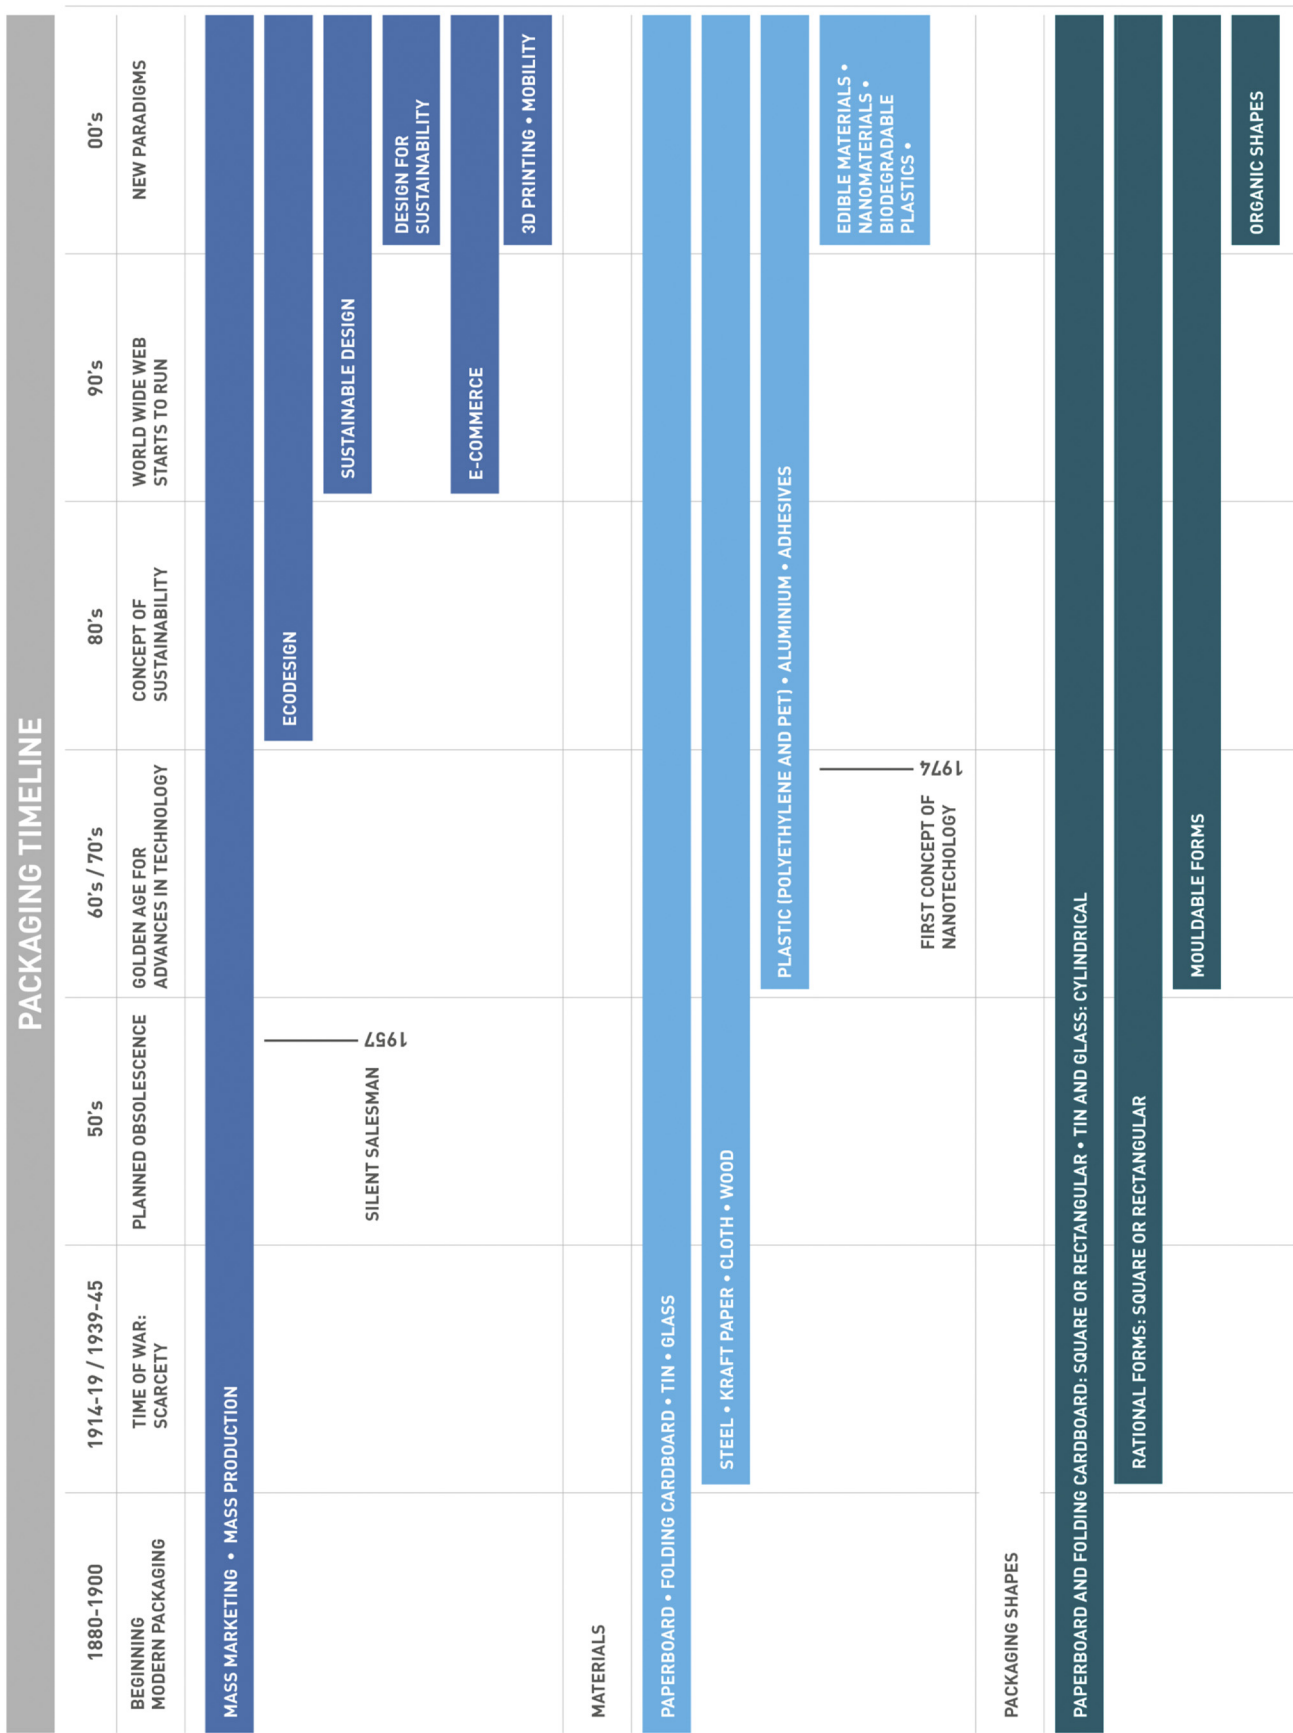 PACKAGING TIMELINE
1880-1900
1914-19 / 1939-45
50's
60's / 70's
80's
90's
00's
BEGINNING
MODERN PACKAGING
TIME OF WAR:
SCARCETY
PLANNED OBSOLESCENCE
GOLDEN AGE FOR
ADVANCES IN TECHNOLOGY
CONCEPT OF
SUSTAINABILITY
WORLD WIDE WEB
STARTS TO RUN
NEW PARADIGMS
MASS MARKETING • MASS PRODUCTION
ECODESIGN
SUSTAINABLE DESIGN
1957
SILENT SALESMAN
DESIGN FOR
SUSTAINABILITY
E-COMMERCE
3D PRINTING • MOBILITY
MATERIALS
PAPERBOARD • FOLDING CARDBOARD • TIN • GLASS
STEEL • KRAFT PAPER • CLOTH • WOOD
PLASTIC (POLYETHYLENE AND PET) • ALUMINIUM • ADHESIVES
EDIBLE MATERIALS •
NANOMATERIALS •
BIODEGRADABLE
PLASTICS •
1974
FIRST CONCEPT OF
NANOTECHOLOGY
PACKAGING SHAPES
PAPERBOARD AND FOLDING CARDBOARD: SQUARE OR RECTANGULAR • TIN AND GLASS: CYLINDRICAL
RATIONAL FORMS: SQUARE OR RECTANGULAR
MOULDABLE FORMS
ORGANIC SHAPES